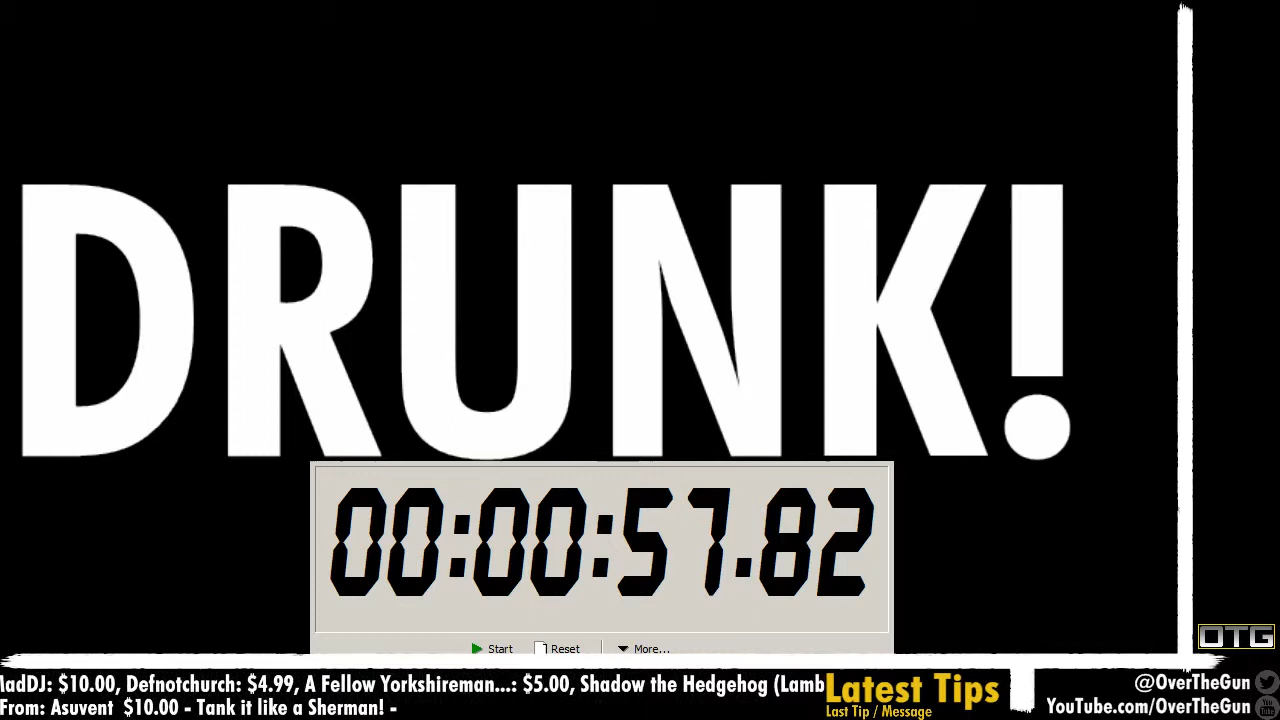 DRUNK!
00:00:57.82
Start Reset More...
OTG
MadDJ: $10.00, Defnotchurch: $4.99, A Fellow Yorkshireman...: $5.00, Shadow the Hedgehog (Lamb
Latest Tips
@OverTheGun
From: Asuvent $10.00 - Tank it like a Sherman! -
Last Tip / Message
YouTube.com/OverTheGun